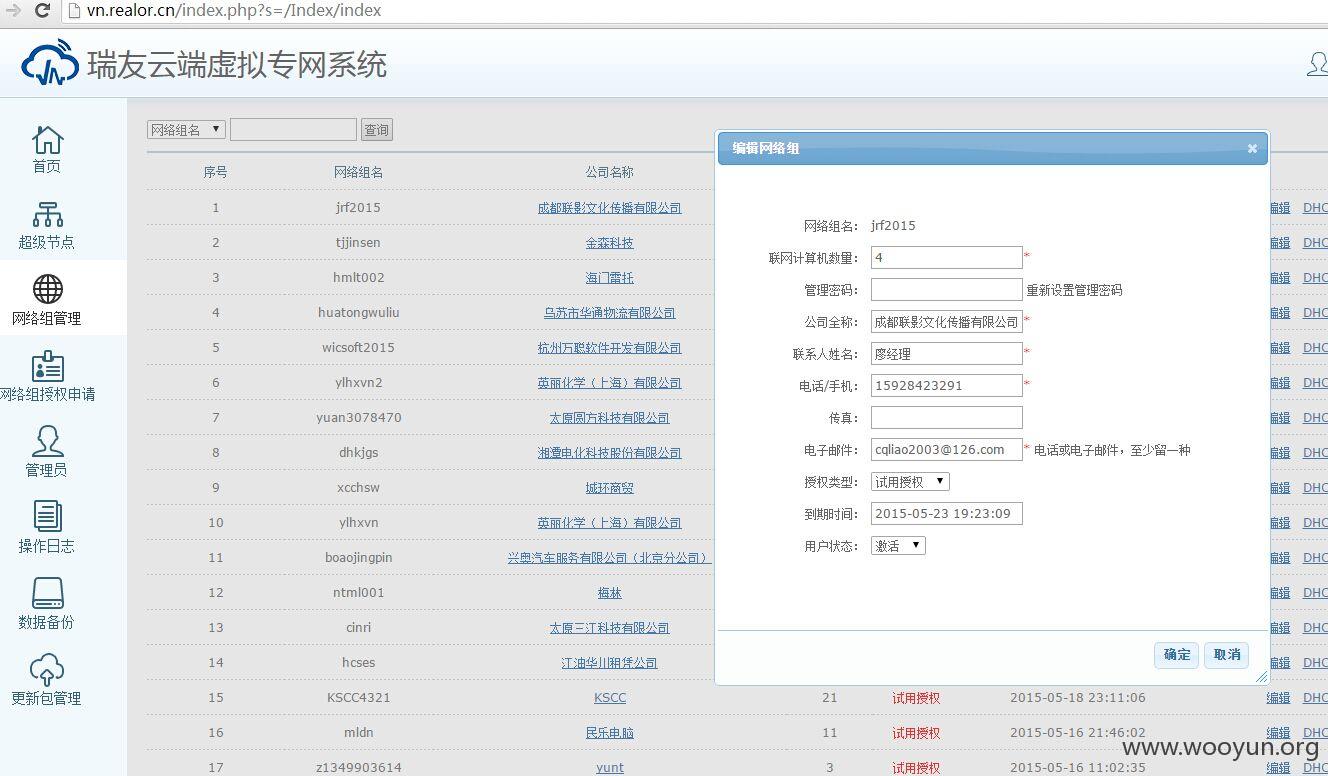 vn.realor.cn/index.php?s=/Index/index
瑞友云端虚拟专网系统
首页
超级节点
网络组管理
网络组授权申请
管理员
操作日志
数据备份
更新包管理
网络组名 查询
序号 网络组名 公司名称
1 jrf2015 成都联影文化传播有限公司 编辑 DHC
2 tjjinsen 金森科技 编辑 DHC
3 hmlt002 海门雷托 编辑 DHC
4 huatongwuliu 乌苏市华通物流有限公司 编辑 DHC
5 wicsoft2015 杭州万聪软件开发有限公司 编辑 DHC
6 ylhxvn2 英丽化学（上海）有限公司 编辑 DHC
7 yuan3078470 太原圆方科技有限公司 编辑 DHC
8 dhkjgs 湘潭电化科技股份有限公司 编辑 DHC
9 xcchsw 城环商贸 编辑 DHC
10 ylhxvn 英丽化学（上海）有限公司 编辑 DHC
11 boaojingpin 兴奥汽车服务有限公司（北京分公司） 编辑 DHC
12 ntml001 梅林 编辑 DHC
13 cinri 太原三江科技有限公司 编辑 DHC
14 hcses 江油华川租赁公司 编辑 DHC
15 KSCC4321 KSCC 21 试用授权 2015-05-18 23:11:06 编辑 DHC
16 mldn 民乐电脑 11 试用授权 2015-05-16 21:46:02 编辑 DHC
17 z1349903614 yunt 3 试用授权 2015-05-16 11:02:35 编辑 DHC
编辑网络组 ×
网络组名： jrf2015
联网计算机数量： 4 *
管理密码： 重新设置管理密码
公司全称： 成都联影文化传播有限公司 *
联系人姓名： 廖经理 *
电话/手机： 15928423291 *
传真：
电子邮件： cqliao2003@126.com * 电话或电子邮件，至少留一种
授权类型： 试用授权
到期时间： 2015-05-23 19:23:09
用户状态： 激活
确定 取消
www.wooyun.org